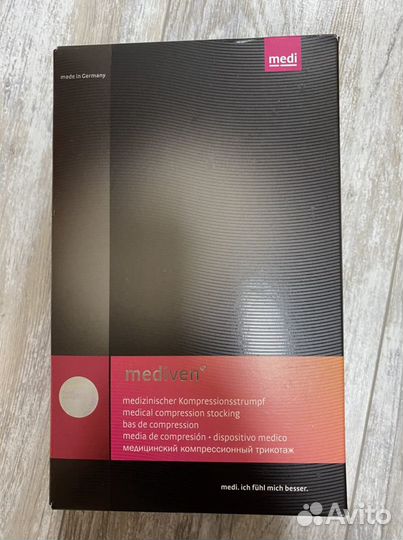 medi
made in Germany
mediven
medizinischer Kompressionsstrumpf
medical compression stocking
bas de compression
media de compresión • dispositivo medico
медицинский компрессионный трикотаж
medi. ich fühl mich besser.
Avito